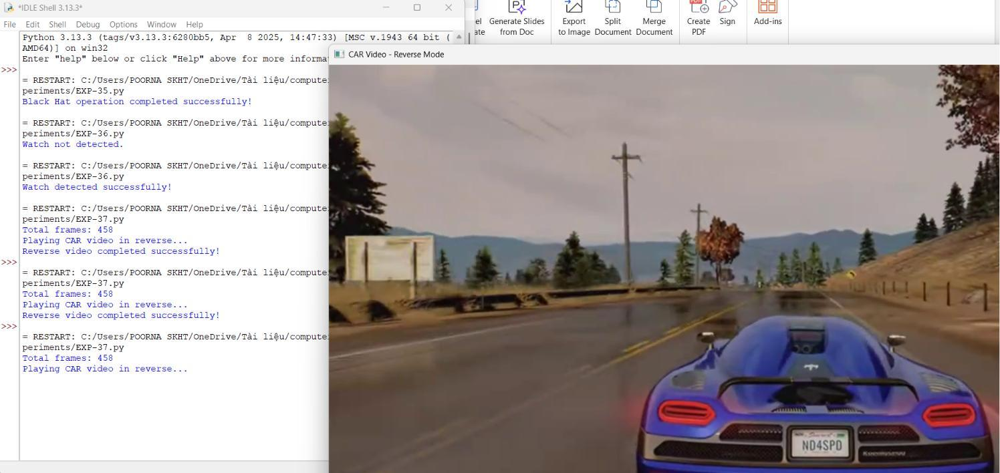 *IDLE Shell 3.13.3*
File Edit Shell Debug Options Window Help
Python 3.13.3 (tags/v3.13.3:6280bb5, Apr  8 2025, 14:47:33) [MSC v.1943 64 bit (
AMD64)] on win32
Enter "help" below or click "Help" above for more informa
>>>
= RESTART: C:/Users/POORNA SKHT/OneDrive/Tài liệu/compute
periments/EXP-35.py
Black Hat operation completed successfully!
= RESTART: C:/Users/POORNA SKHT/OneDrive/Tài liệu/compute
periments/EXP-36.py
Watch not detected.
= RESTART: C:/Users/POORNA SKHT/OneDrive/Tài liệu/compute
periments/EXP-36.py
Watch detected successfully!
= RESTART: C:/Users/POORNA SKHT/OneDrive/Tài liệu/compute
periments/EXP-37.py
Total frames: 458
Playing CAR video in reverse...
Reverse video completed successfully!
>>>
= RESTART: C:/Users/POORNA SKHT/OneDrive/Tài liệu/compute
periments/EXP-37.py
Total frames: 458
Playing CAR video in reverse...
Reverse video completed successfully!
>>>
= RESTART: C:/Users/POORNA SKHT/OneDrive/Tài liệu/compute
periments/EXP-37.py
Total frames: 458
Playing CAR video in reverse...
el
ate
Generate Slides
from Doc
Export
to Image
Split
Document
Merge
Document
Create
PDF
Sign
Add-ins
CAR Video - Reverse Mode
ND4SPD